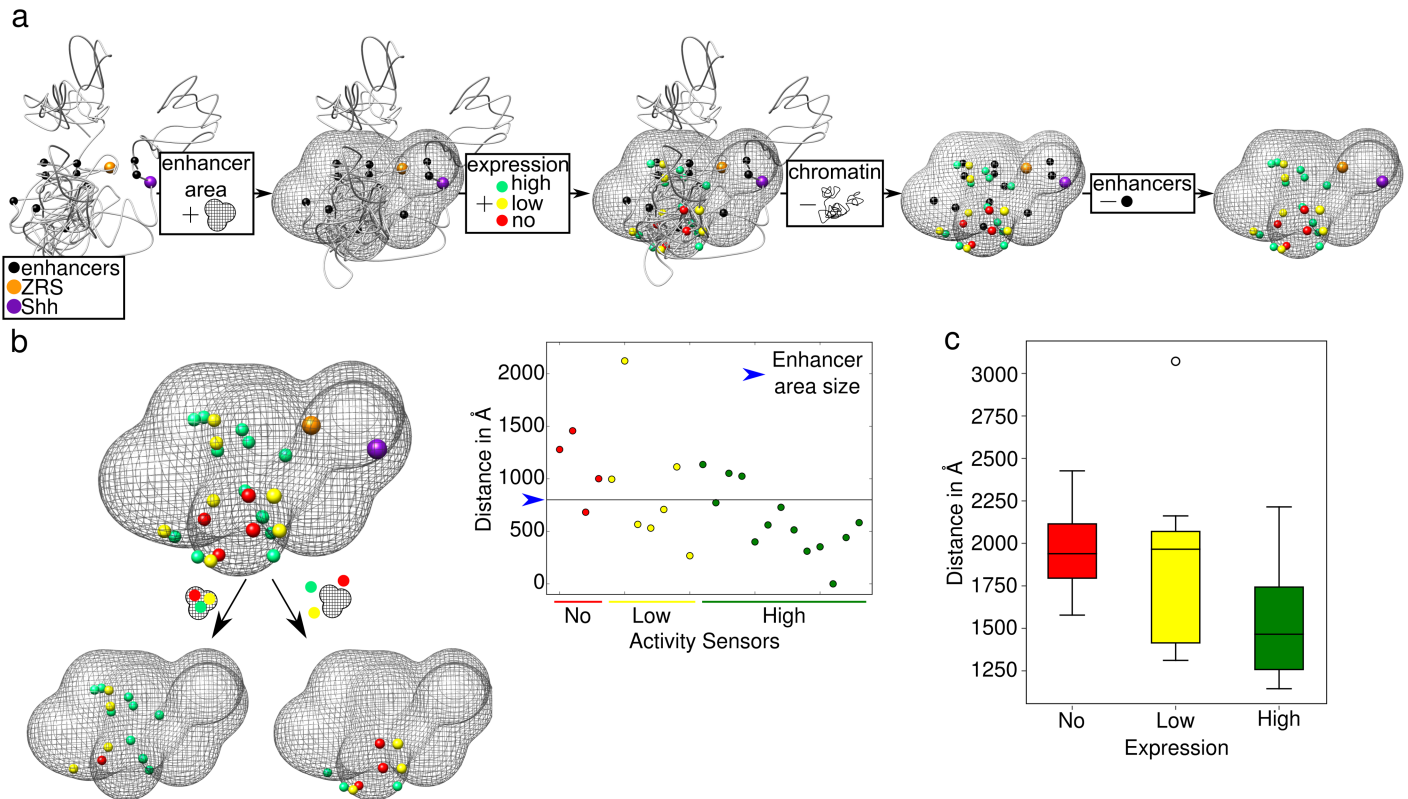 a
enhancer
area
+
expression
high
+ low
no
chromatin
−
enhancers
−
enhancers
ZRS
Shh
b
Distance in Å
2000
1500
1000
500
0
Enhancer
area size
No Low High
Activity Sensors
c
Distance in Å
3000
2750
2500
2250
2000
1750
1500
1250
No Low High
Expression